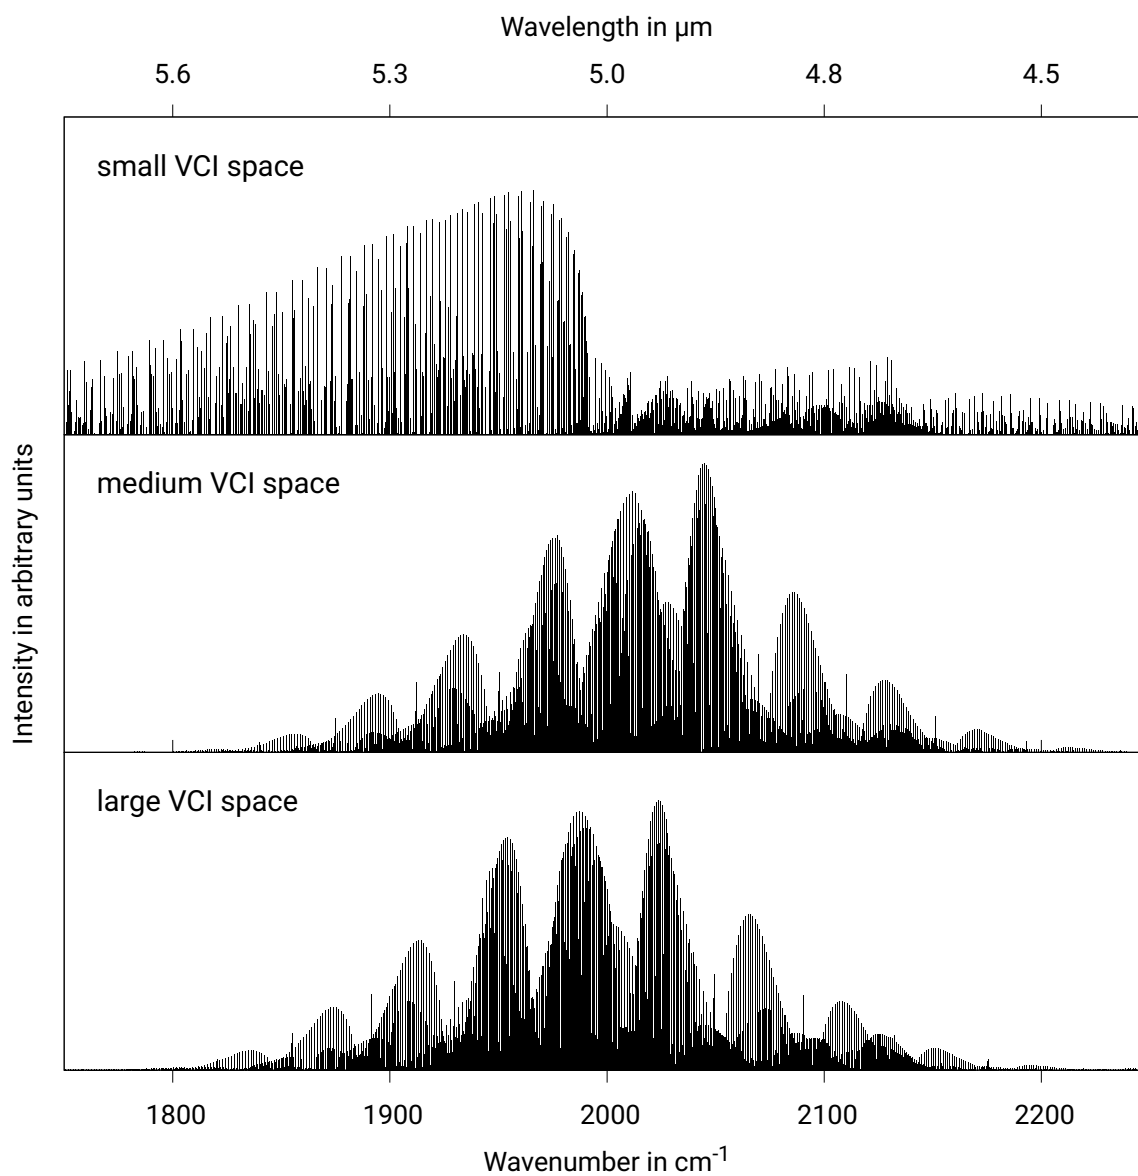 Wavelength in µm
5.6 5.3 5.0 4.8 4.5
small VCI space
medium VCI space
large VCI space
Intensity in arbitrary units
1800 1900 2000 2100 2200
Wavenumber in cm-1